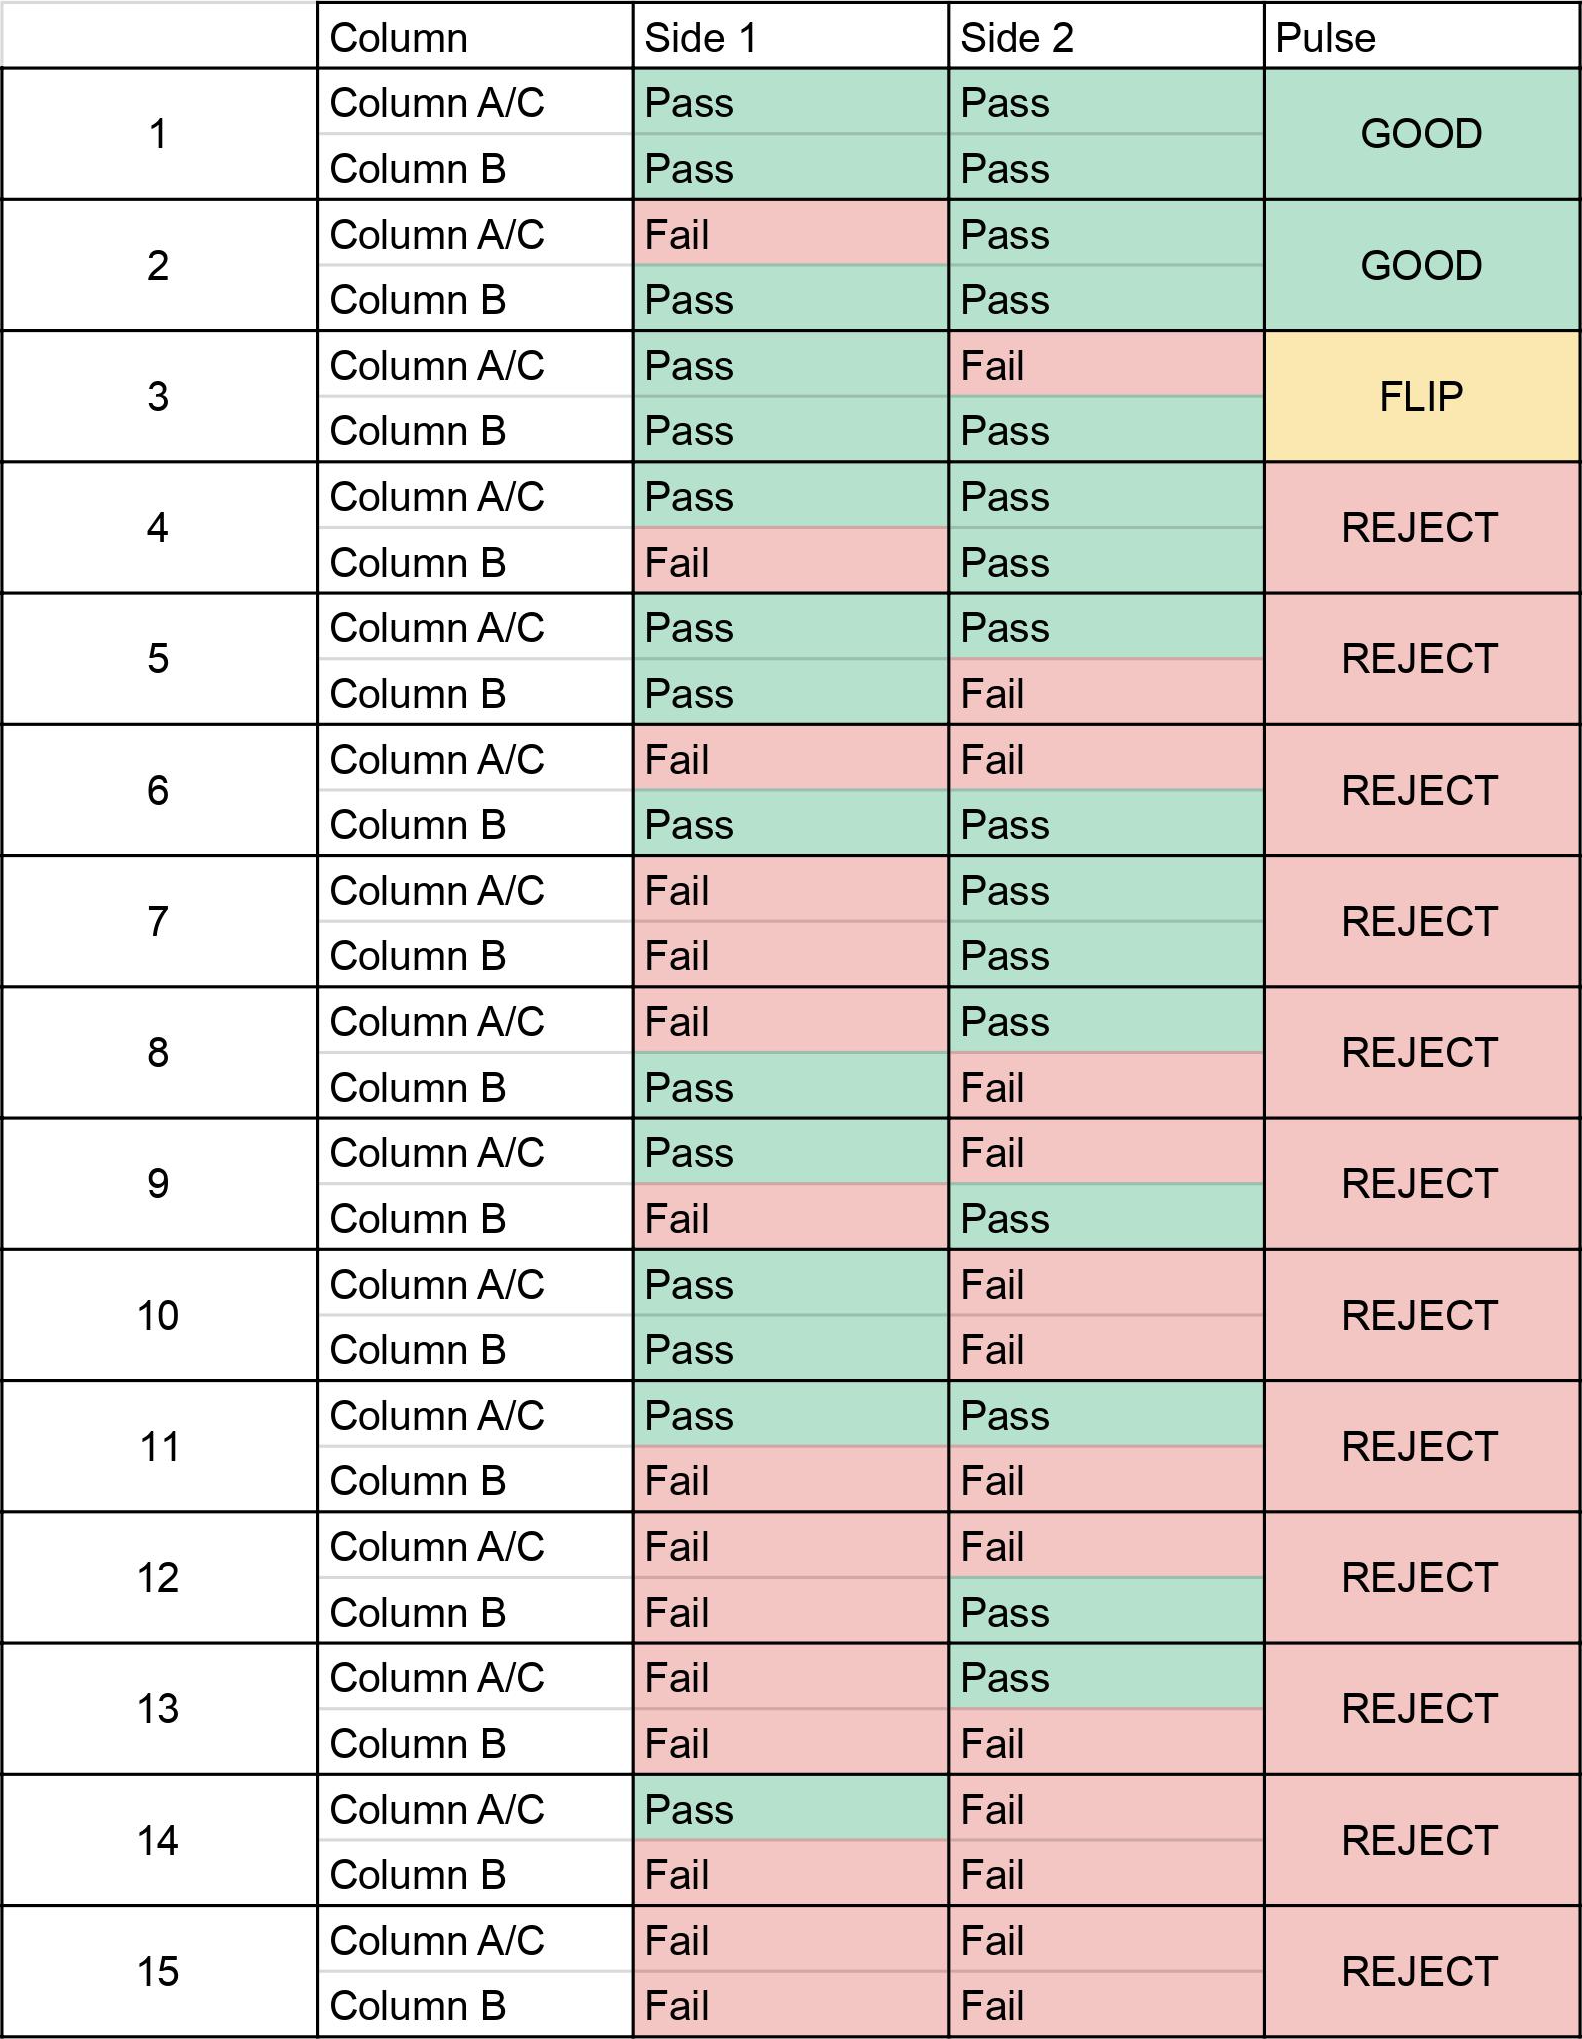 Column Side 1 Side 2 Pulse
Column A/C Pass Pass
1 GOOD
Column B Pass Pass
Column A/C Fail Pass
2 GOOD
Column B Pass Pass
Column A/C Pass Fail
3 FLIP
Column B Pass Pass
Column A/C Pass Pass
4 REJECT
Column B Fail Pass
Column A/C Pass Pass
5 REJECT
Column B Pass Fail
Column A/C Fail Fail
6 REJECT
Column B Pass Pass
Column A/C Fail Pass
7 REJECT
Column B Fail Pass
Column A/C Fail Pass
8 REJECT
Column B Pass Fail
Column A/C Pass Fail
9 REJECT
Column B Fail Pass
Column A/C Pass Fail
10 REJECT
Column B Pass Fail
Column A/C Pass Pass
11 REJECT
Column B Fail Fail
Column A/C Fail Fail
12 REJECT
Column B Fail Pass
Column A/C Fail Pass
13 REJECT
Column B Fail Fail
Column A/C Pass Fail
14 REJECT
Column B Fail Fail
Column A/C Fail Fail
15 REJECT
Column B Fail Fail